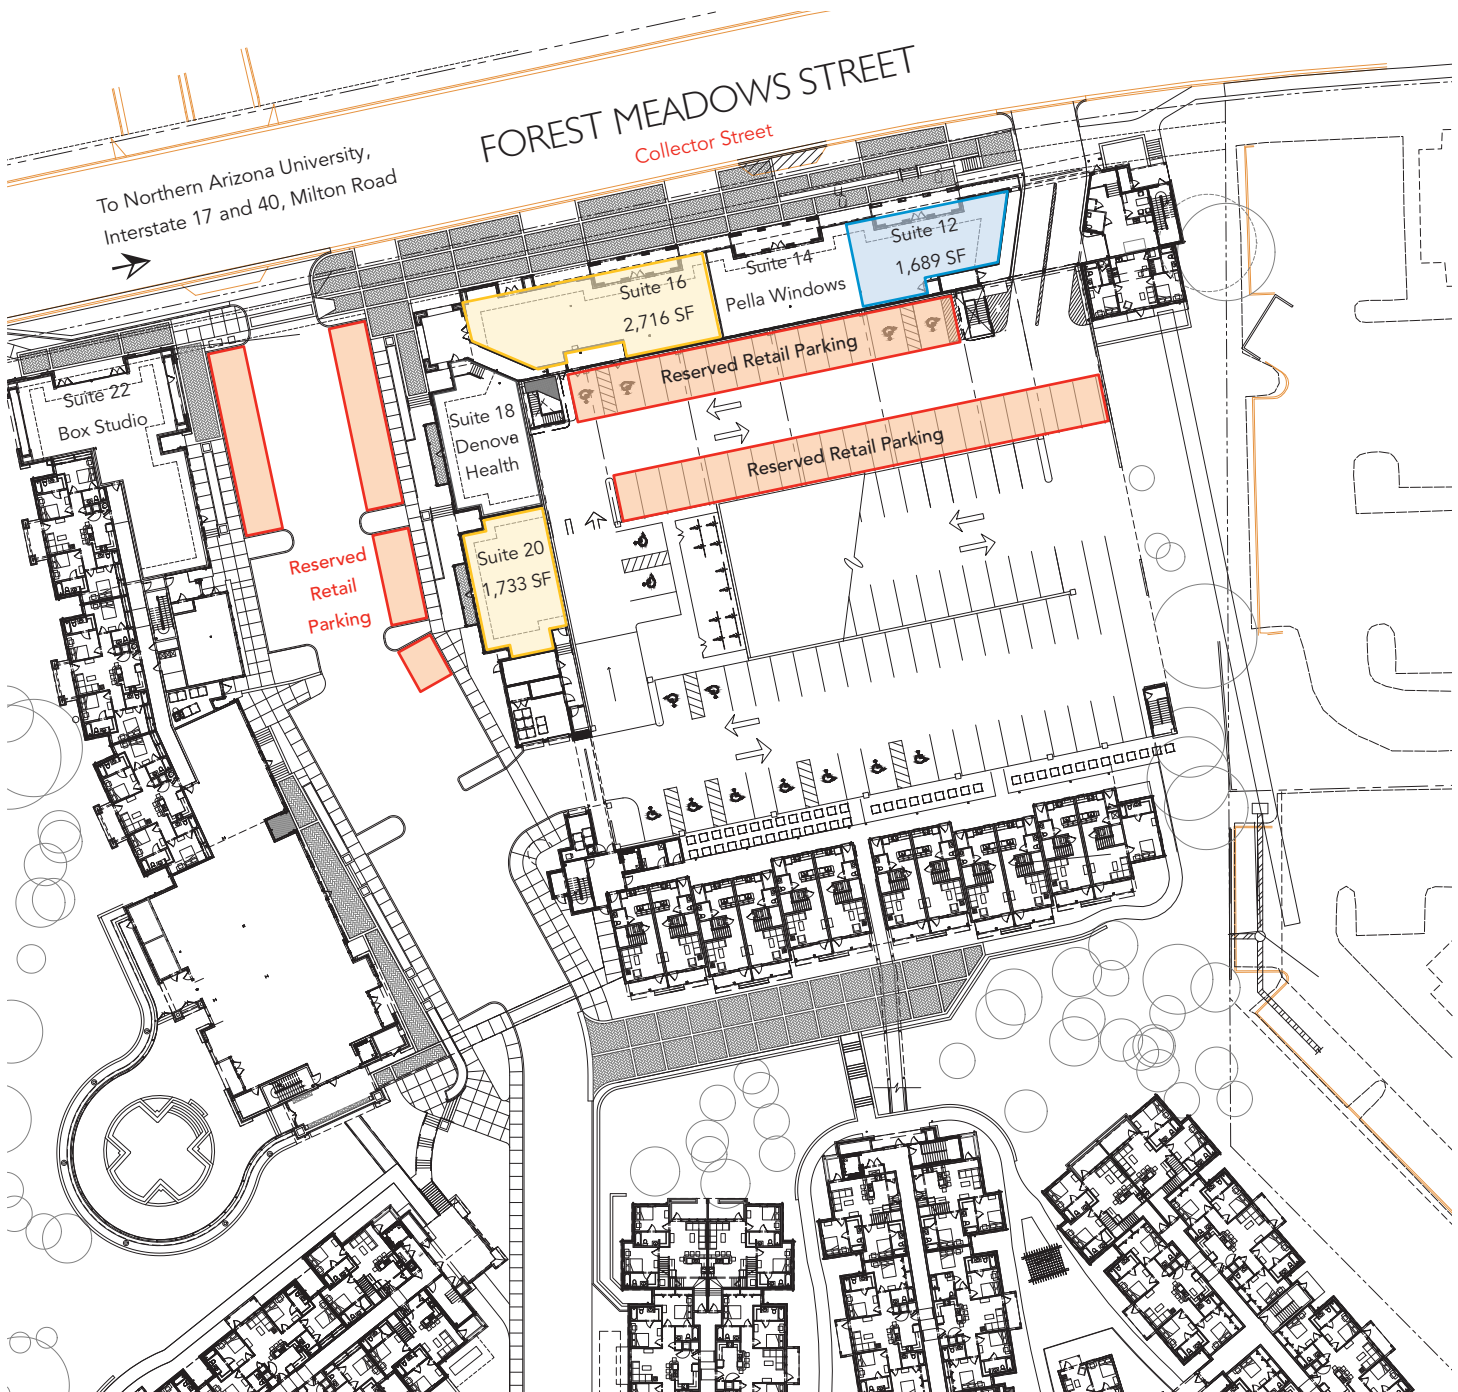 FOREST MEADOWS STREET
Collector Street
To Northern Arizona University,
Interstate 17 and 40, Milton Road
Suite 12
1,689 SF
Suite 14
Pella Windows
Suite 16
2,716 SF
Reserved Retail Parking
Reserved Retail Parking
Suite 22
Box Studio
Suite 18
Denova
Health
Suite 20
1,733 SF
Reserved
Retail
Parking